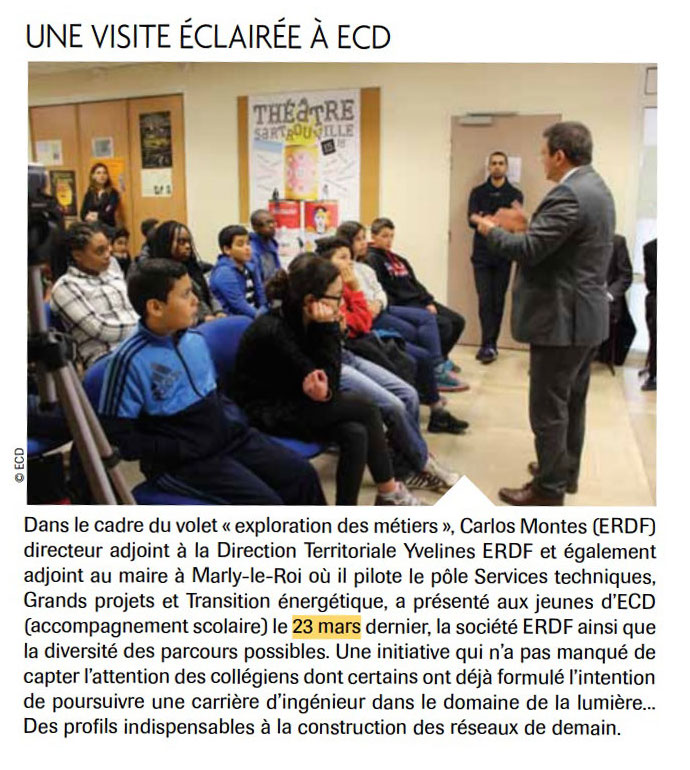 UNE VISITE ÉCLAIRÉE À ECD
THÉÂTRE
SARTROUVILLE
© ECD
Dans le cadre du volet « exploration des métiers », Carlos Montes (ERDF)
directeur adjoint à la Direction Territoriale Yvelines ERDF et également
adjoint au maire à Marly-le-Roi où il pilote le pôle Services techniques,
Grands projets et Transition énergétique, a présenté aux jeunes d’ECD
(accompagnement scolaire) le 23 mars dernier, la société ERDF ainsi que
la diversité des parcours possibles. Une initiative qui n’a pas manqué de
capter l’attention des collégiens dont certains ont déjà formulé l’intention
de poursuivre une carrière d’ingénieur dans le domaine de la lumière...
Des profils indispensables à la construction des réseaux de demain.